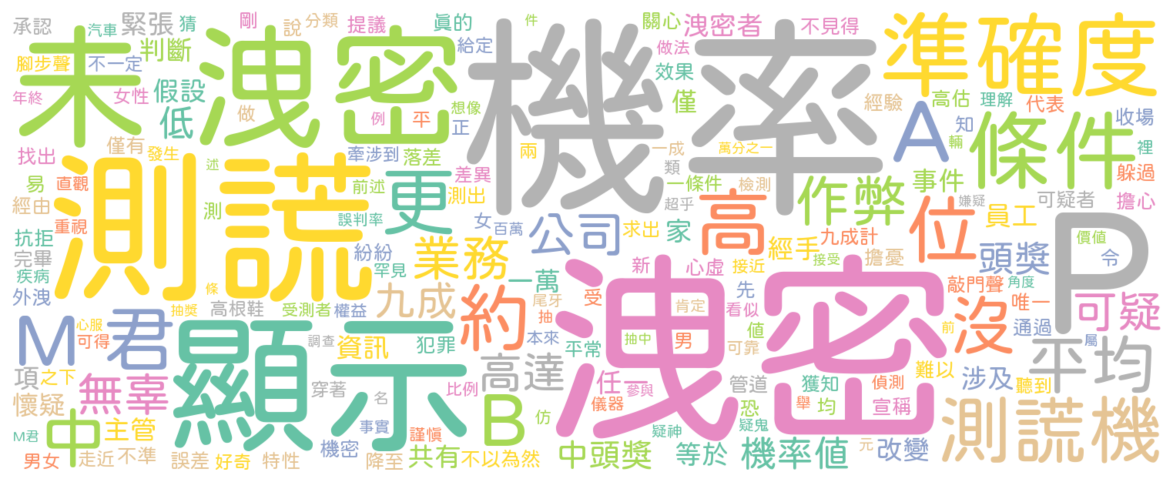 承認 汽車 緊張 猜 剛 說 分類 提議 真的 件 關心 洩密者 不見得
腳步聲 不一定 判斷 做 給定 做法 效果 準確度
年終 女性 假設 低 未洩密 想像 僅 機率 經驗 高估 理解 代表 收場
找出 僅有 發生 例 平 正 兩 一成 萬分之一 A 知 條件 輛 裡
易 直觀 述 牽涉到 落差 差異 類 一條件 檢測 作弊 事件 嫌疑 躲過
經由 重視 測謊 測 前述 更 測出 超乎 高 可疑者 擔心
抗拒 誤判率 女 百萬 求出 位 員工 價值
完畢 紛紛 業務 公司 家 經手 九成計 頭獎 P 令
疾病 條 罕見 一萬 新 心虛 接近 接受 擔憂 敲門聲 角度
外洩 抽獎 高根鞋 受測者 權益 九成 約 尾牙 受 先 唯一 沒 可疑
M 君 心服 顯示 抽 本來 抽中 肯定 看似 值 洩密 前 通過 屬
可得 調查 資訊 犯罪 平常 男 可靠 難以 平均
項 之下 無辜 穿著 比例 高達 任一 參與 管道 獲知 偵測 涉及 聽到
懷疑 中 名 B 仿 儀器 恐 均 舉 宣稱
M君 主管 事實 謹慎 疑神 疑鬼 測謊機
男女 走近 不準 誤差 好奇 特性 機密 降至 共有 不以為然 中頭獎 等於 機率值 元 改變